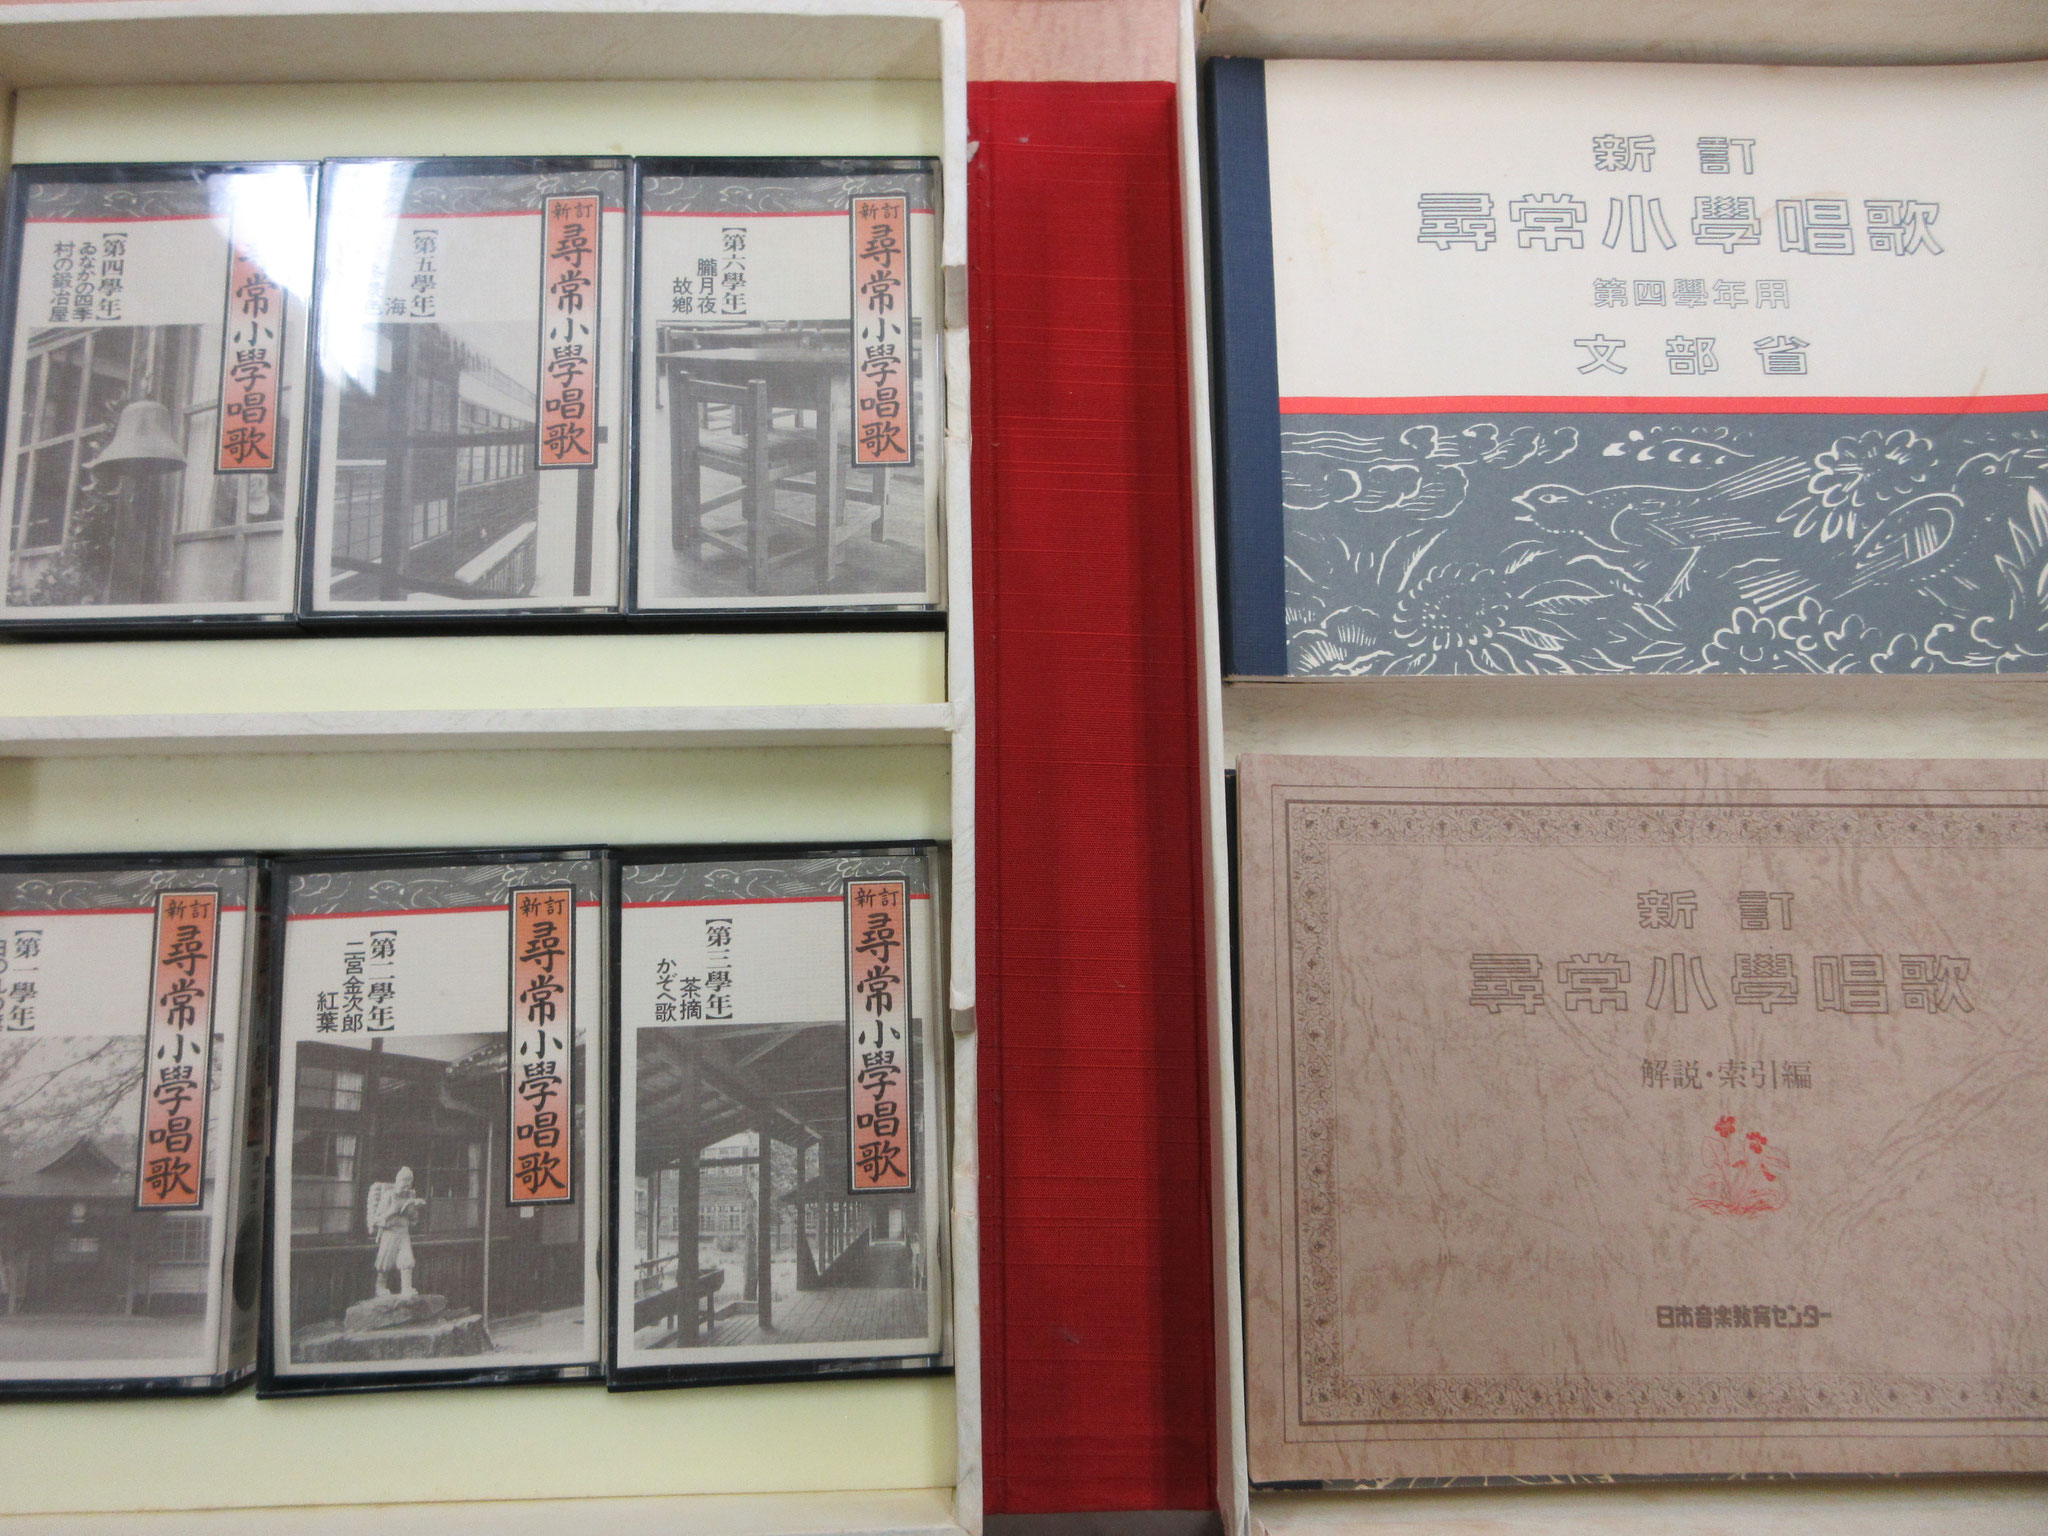 尋常小學唱歌
【第四學年】
ゐなかの四季
村の鍛冶屋
新訂
尋常小學唱歌
【第五學年】
海
色
新訂
尋常小學唱歌
【第六學年】
朧月夜
故郷
新訂
尋常小學唱歌
【第一學年】
新訂
尋常小學唱歌
【第二學年】
二宮金次郎
紅葉
新訂
尋常小學唱歌
【第三學年】
茶摘
かぞへ歌
新訂
尋常小學唱歌
第四學年用
文部省
新訂
尋常小學唱歌
解説・索引編
日本音楽教育センター